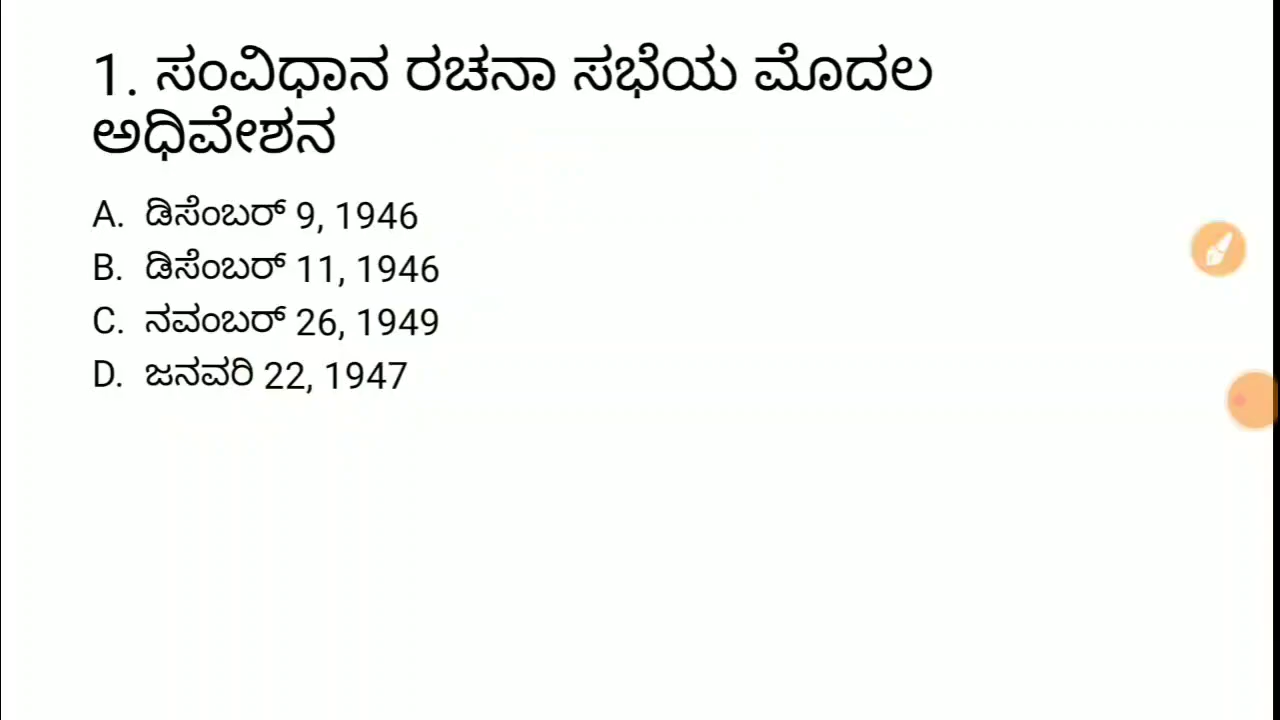 1. ಸಂವಿಧಾನ ರಚನಾ ಸಭೆಯ ಮೊದಲ
ಅಧಿವೇಶನ
A. ಡಿಸೆಂಬರ್ 9, 1946
B. ಡಿಸೆಂಬರ್ 11, 1946
C. ನವಂಬರ್ 26, 1949
D. ಜನವರಿ 22, 1947